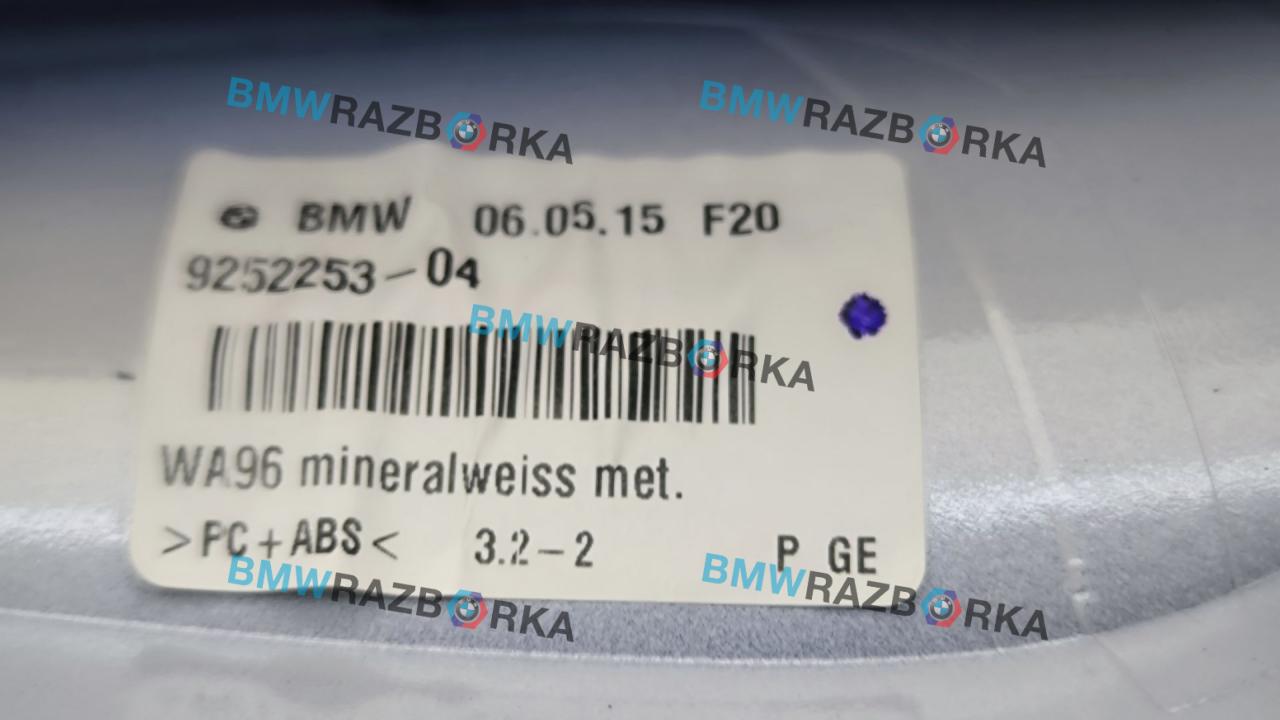 BMWRAZBORKA BMWRAZBORKA
BMW 06.05.15 F20
9252253-04
BMWRAZBORKA
WA96 mineralweiss met.
>PC+ABS< 3.2-2 P GE
BMWRAZBORKA BMWRAZBORKA